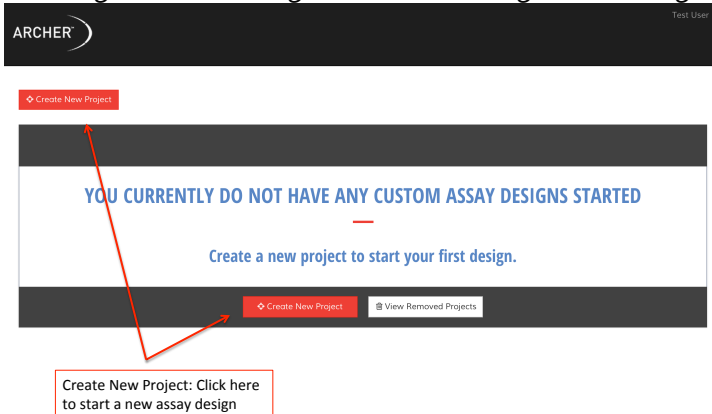 Test User
ARCHER™
Create New Project
YOU CURRENTLY DO NOT HAVE ANY CUSTOM ASSAY DESIGNS STARTED
Create a new project to start your first design.
Create New Project
View Removed Projects
Create New Project: Click here
to start a new assay design